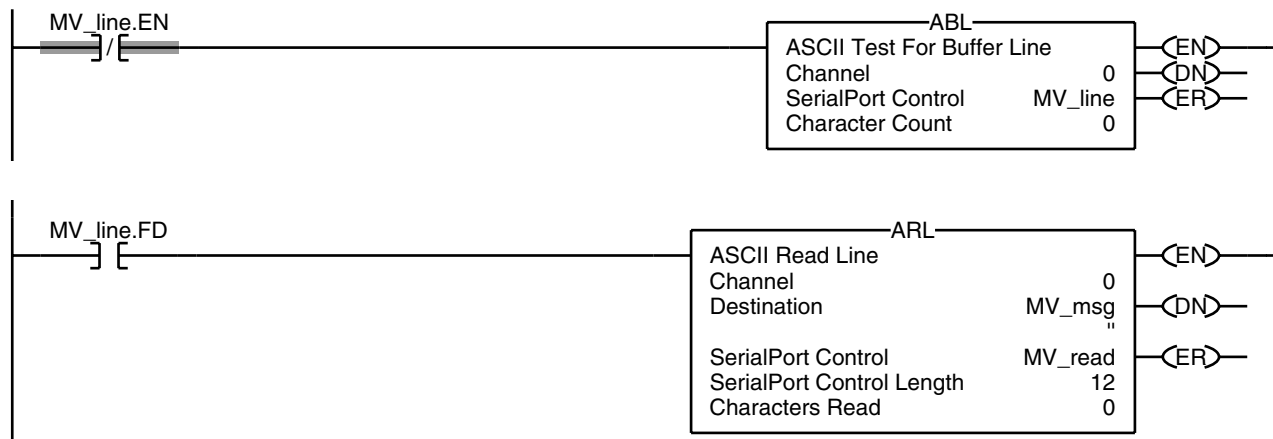 MV_line.EN
/
ABL
ASCII Test For Buffer Line
EN
Channel 0
DN
SerialPort Control MV_line
ER
Character Count 0
MV_line.FD
ARL
ASCII Read Line
EN
Channel 0
Destination MV_msg
DN
''
SerialPort Control MV_read
ER
SerialPort Control Length 12
Characters Read 0